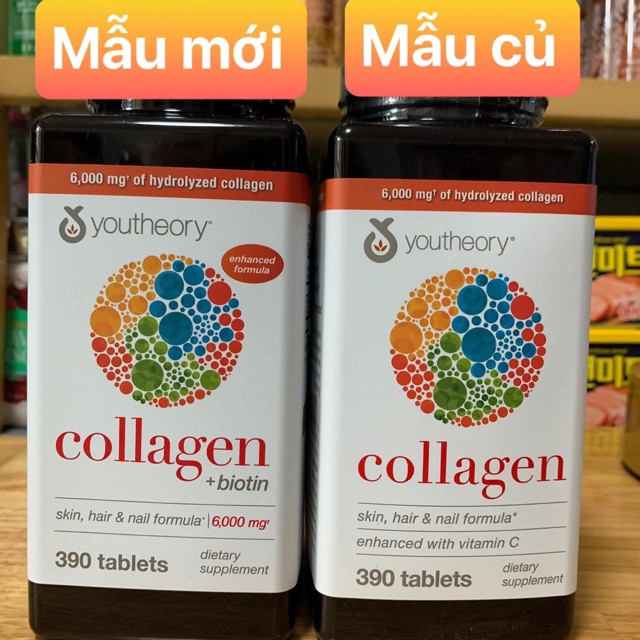 Mẫu mới
6,000 mg† of hydrolyzed collagen
youtheory®
enhanced
formula
collagen
+biotin
skin, hair & nail formula* | 6,000 mg†
390 tablets
dietary
supplement
Mẫu củ
6,000 mg† of hydrolyzed collagen
youtheory®
collagen
skin, hair & nail formula*
enhanced with vitamin C
390 tablets
dietary
supplement